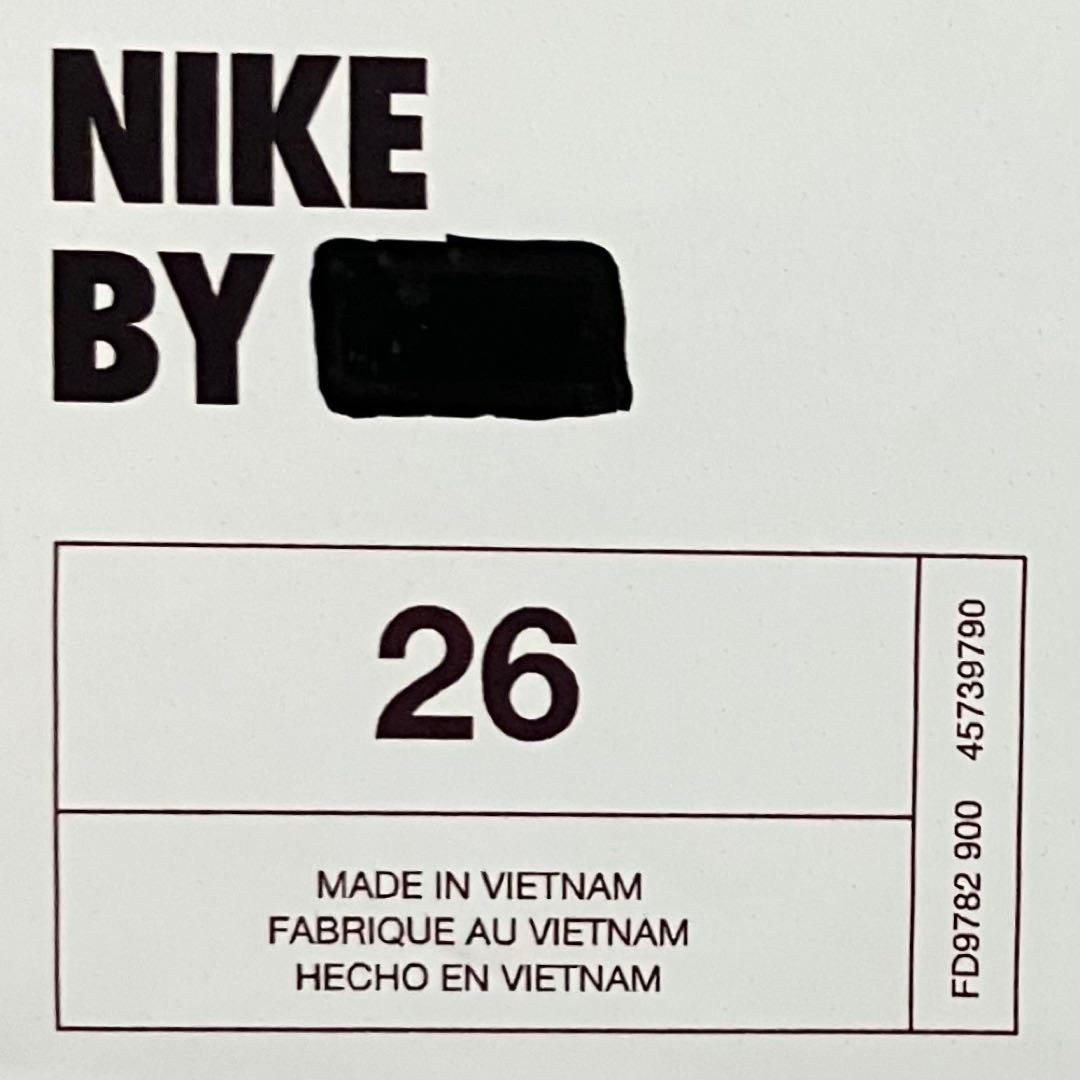 NIKE
BY
26
MADE IN VIETNAM
FABRIQUE AU VIETNAM
HECHO EN VIETNAM
FD9782 900 45739790